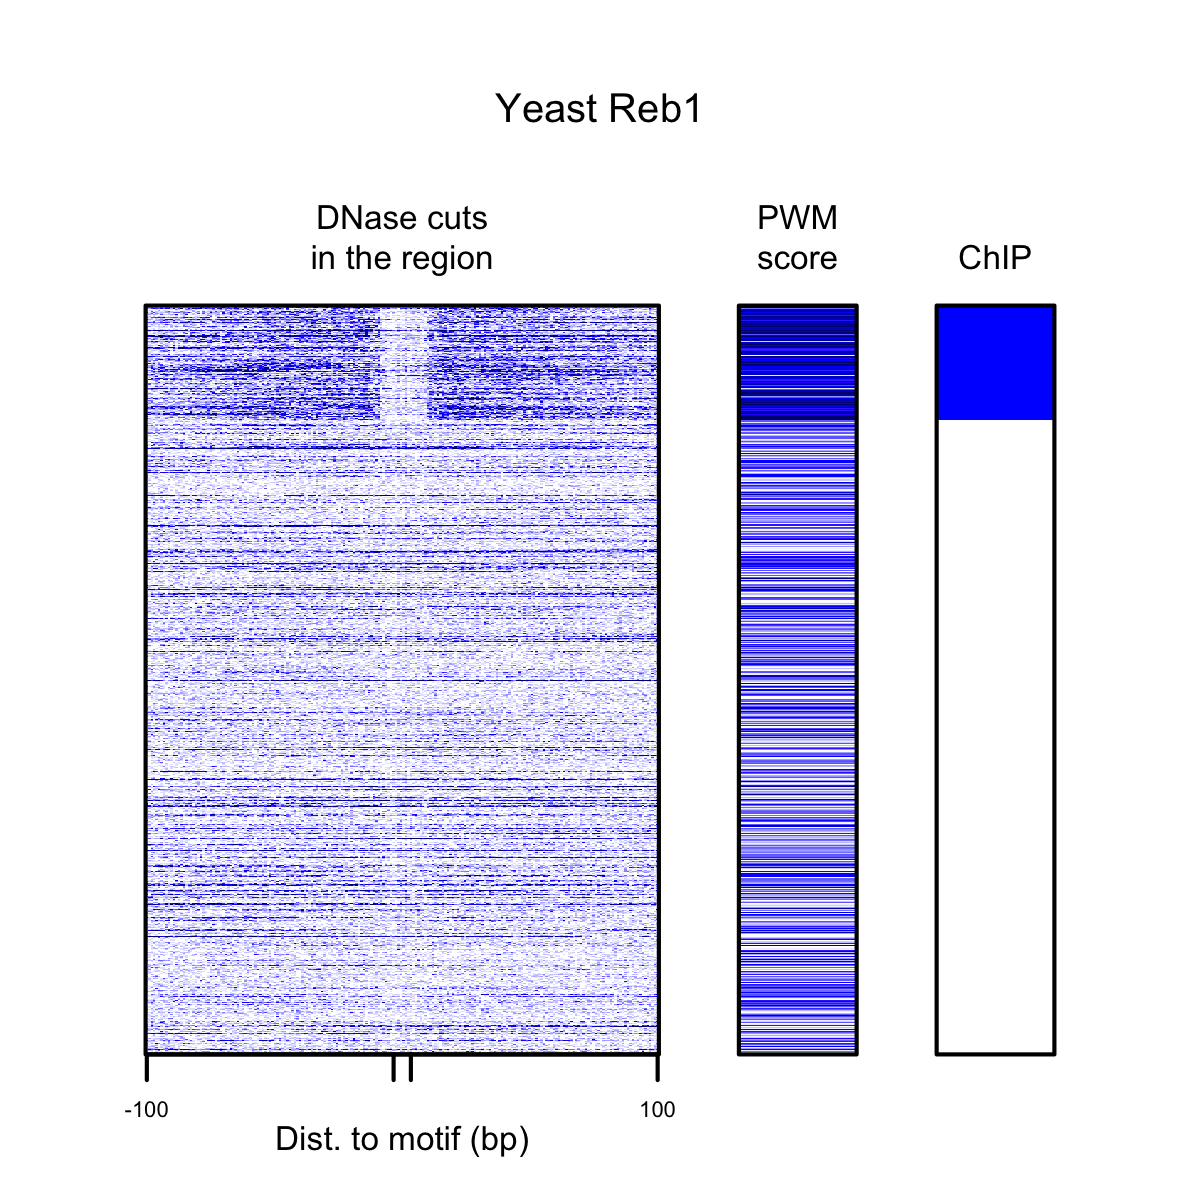 Yeast Reb1
DNase cuts
in the region
PWM
score
ChIP
-100
100
Dist. to motif (bp)